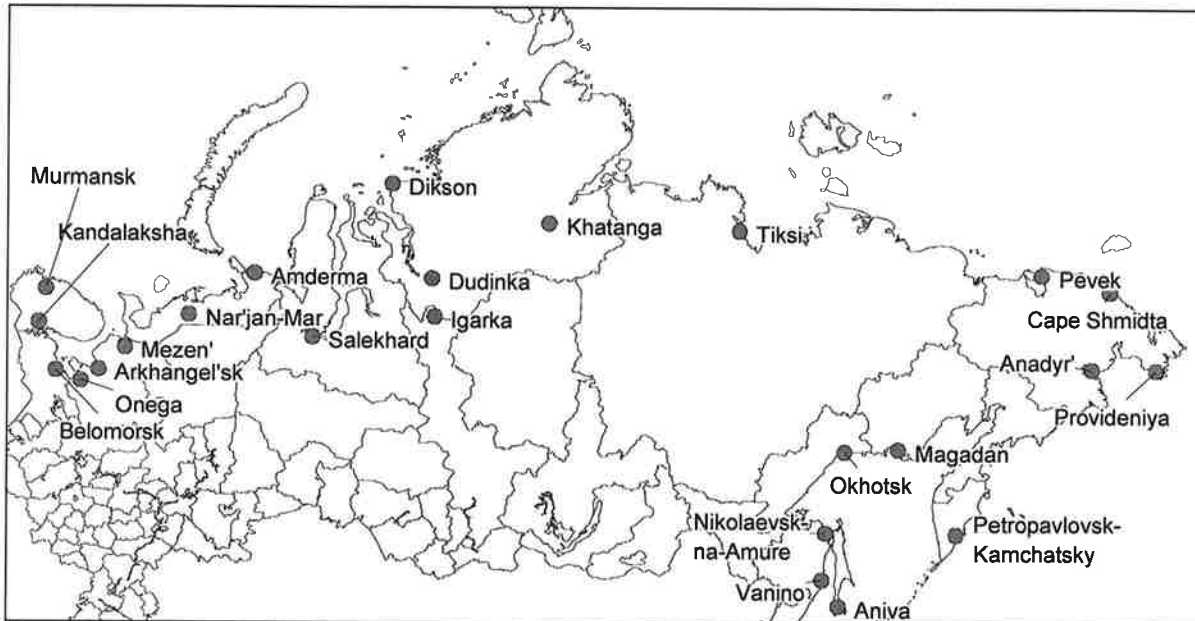 Murmansk
Dikson
Kandalaksha
Khatanga
Tiksi
Amderma
Dudinka
Pevek
Nar'jan-Mar
Igarka
Cape Shmidta
Salekhard
Mezen'
Arkhangel'sk
Anadyr'
Onega
Provideniya
Belomorsk
Magadan
Okhotsk
Nikolaevsk-
na-Amure
Petropavlovsk-
Kamchatsky
Vanino
Aniva